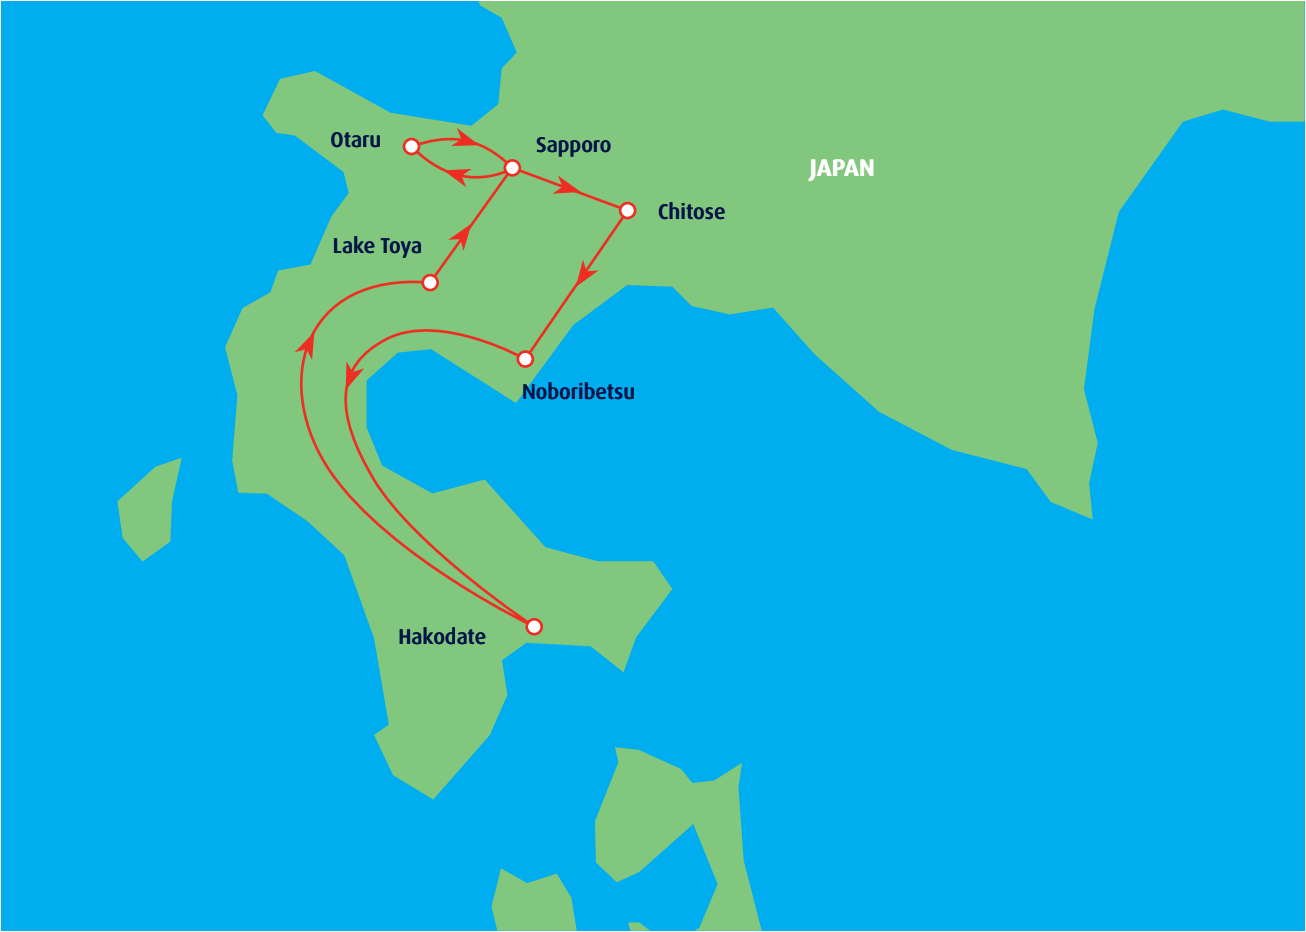 Otaru
Sapporo
JAPAN
Chitose
Lake Toya
Noboribetsu
Hakodate